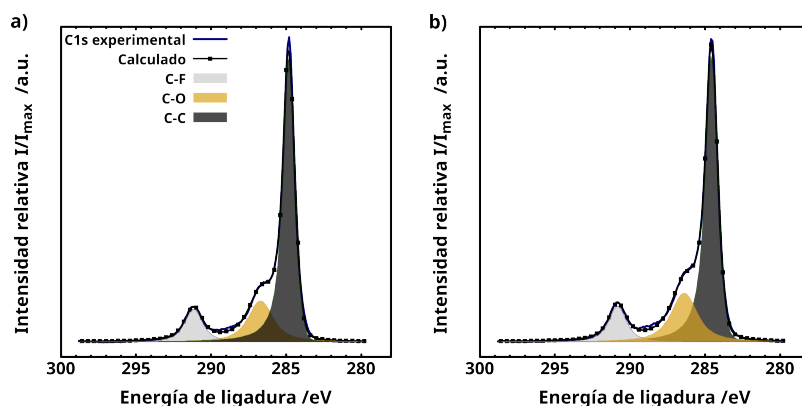 a)
C1s experimental
Calculado
C-F
C-O
C-C
Intensidad relativa I/Imax /a.u.
300 295 290 285 280
Energía de ligadura /eV
b)
Intensidad relativa I/Imax /a.u.
300 295 290 285 280
Energía de ligadura /eV